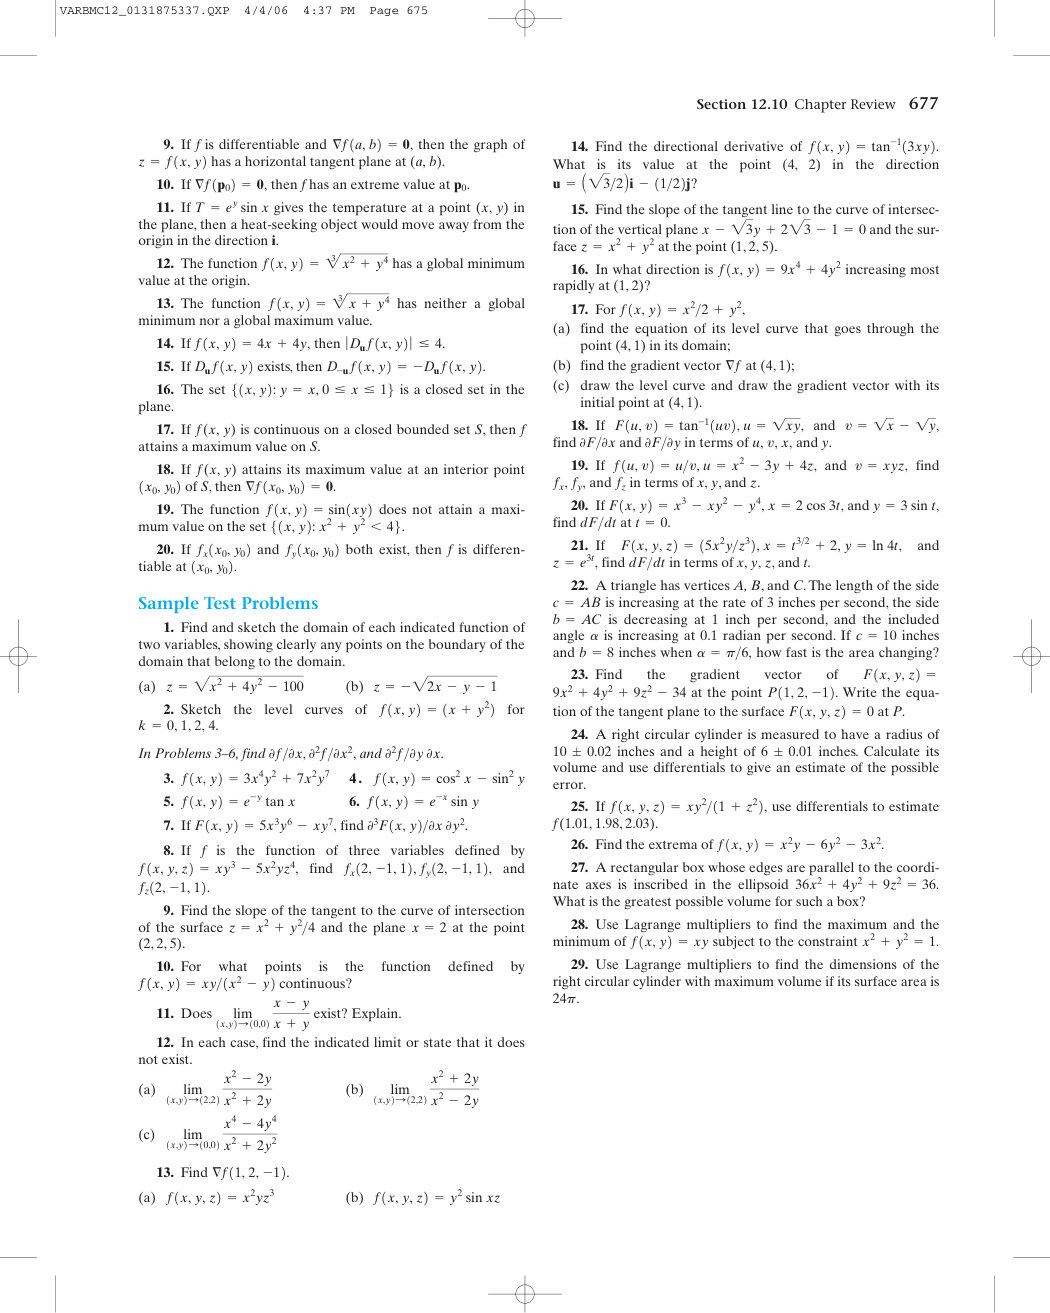 VARBMC12_0131875337.QXP 4/4/06 4:37 PM Page 675
Section 12.10 Chapter Review 677
9. If f is differentiable and ∇f(a, b) = 0, then the graph of
z = f(x, y) has a horizontal tangent plane at (a, b).
10. If ∇f(p₀) = 0, then f has an extreme value at p₀.
11. If T = eʸ sin x gives the temperature at a point (x, y) in
the plane, then a heat-seeking object would move away from the
origin in the direction i.
12. The function f(x, y) = ∛(x² + y⁴) has a global minimum
value at the origin.
13. The function f(x, y) = ∛(x + y⁴) has neither a global
minimum nor a global maximum value.
14. If f(x, y) = 4x + 4y, then |D_u f(x, y)| ≤ 4.
15. If D_u f(x, y) exists, then D_−u f(x, y) = −D_u f(x, y).
16. The set {(x, y): y = x, 0 ≤ x ≤ 1} is a closed set in the
plane.
17. If f(x, y) is continuous on a closed bounded set S, then f
attains a maximum value on S.
18. If f(x, y) attains its maximum value at an interior point
(x₀, y₀) of S, then ∇f(x₀, y₀) = 0.
19. The function f(x, y) = sin(xy) does not attain a maxi-
mum value on the set {(x, y): x² + y² < 4}.
20. If fₓ(x₀, y₀) and f_y(x₀, y₀) both exist, then f is differen-
tiable at (x₀, y₀).
Sample Test Problems
1. Find and sketch the domain of each indicated function of
two variables, showing clearly any points on the boundary of the
domain that belong to the domain.
(a) z = √(x² + 4y² − 100) (b) z = −√(2x − y − 1)
2. Sketch the level curves of f(x, y) = (x + y²) for
k = 0, 1, 2, 4.
In Problems 3–6, find ∂f/∂x, ∂²f/∂x², and ∂²f/∂y ∂x.
3. f(x, y) = 3x⁴y² + 7x²y⁷ 4. f(x, y) = cos² x − sin² y
5. f(x, y) = e⁻ʸ tan x 6. f(x, y) = e⁻ˣ sin y
7. If F(x, y) = 5x³y⁶ − xy⁷, find ∂³F(x, y)/∂x ∂y².
8. If f is the function of three variables defined by
f(x, y, z) = xy³ − 5x²yz⁴, find fₓ(2, −1, 1), f_y(2, −1, 1), and
f_z(2, −1, 1).
9. Find the slope of the tangent to the curve of intersection
of the surface z = x² + y²/4 and the plane x = 2 at the point
(2, 2, 5).
10. For what points is the function defined by
f(x, y) = xy/(x² − y) continuous?
11. Does lim (x,y)→(0,0) (x − y)/(x + y) exist? Explain.
12. In each case, find the indicated limit or state that it does
not exist.
(a) lim (x,y)→(2,2) (x² − 2y)/(x² + 2y) (b) lim (x,y)→(2,2) (x² + 2y)/(x² − 2y)
(c) lim (x,y)→(0,0) (x⁴ − 4y⁴)/(x² + 2y²)
13. Find ∇f(1, 2, −1).
(a) f(x, y, z) = x²yz³ (b) f(x, y, z) = y² sin xz
14. Find the directional derivative of f(x, y) = tan⁻¹(3xy).
What is its value at the point (4, 2) in the direction
u = (√3/2)i − (1/2)j?
15. Find the slope of the tangent line to the curve of intersec-
tion of the vertical plane x − √3y + 2√3 − 1 = 0 and the sur-
face z = x² + y² at the point (1, 2, 5).
16. In what direction is f(x, y) = 9x⁴ + 4y² increasing most
rapidly at (1, 2)?
17. For f(x, y) = x²/2 + y²,
(a) find the equation of its level curve that goes through the
point (4, 1) in its domain;
(b) find the gradient vector ∇f at (4, 1);
(c) draw the level curve and draw the gradient vector with its
initial point at (4, 1).
18. If F(u, v) = tan⁻¹(uv), u = √(xy), and v = √x − √y,
find ∂F/∂x and ∂F/∂y in terms of u, v, x, and y.
19. If f(u, v) = u/v, u = x² − 3y + 4z, and v = xyz, find
fₓ, f_y, and f_z in terms of x, y, and z.
20. If F(x, y) = x³ − xy² − y⁴, x = 2 cos 3t, and y = 3 sin t,
find dF/dt at t = 0.
21. If F(x, y, z) = (5x²y/z³), x = t^(3/2) + 2, y = ln 4t, and
z = e³ᵗ, find dF/dt in terms of x, y, z, and t.
22. A triangle has vertices A, B, and C. The length of the side
c = AB is increasing at the rate of 3 inches per second, the side
b = AC is decreasing at 1 inch per second, and the included
angle α is increasing at 0.1 radian per second. If c = 10 inches
and b = 8 inches when α = π/6, how fast is the area changing?
23. Find the gradient vector of F(x, y, z) =
9x² + 4y² + 9z² − 34 at the point P(1, 2, −1). Write the equa-
tion of the tangent plane to the surface F(x, y, z) = 0 at P.
24. A right circular cylinder is measured to have a radius of
10 ± 0.02 inches and a height of 6 ± 0.01 inches. Calculate its
volume and use differentials to give an estimate of the possible
error.
25. If f(x, y, z) = xy²/(1 + z²), use differentials to estimate
f(1.01, 1.98, 2.03).
26. Find the extrema of f(x, y) = x²y − 6y² − 3x².
27. A rectangular box whose edges are parallel to the coordi-
nate axes is inscribed in the ellipsoid 36x² + 4y² + 9z² = 36.
What is the greatest possible volume for such a box?
28. Use Lagrange multipliers to find the maximum and the
minimum of f(x, y) = xy subject to the constraint x² + y² = 1.
29. Use Lagrange multipliers to find the dimensions of the
right circular cylinder with maximum volume if its surface area is
24π.